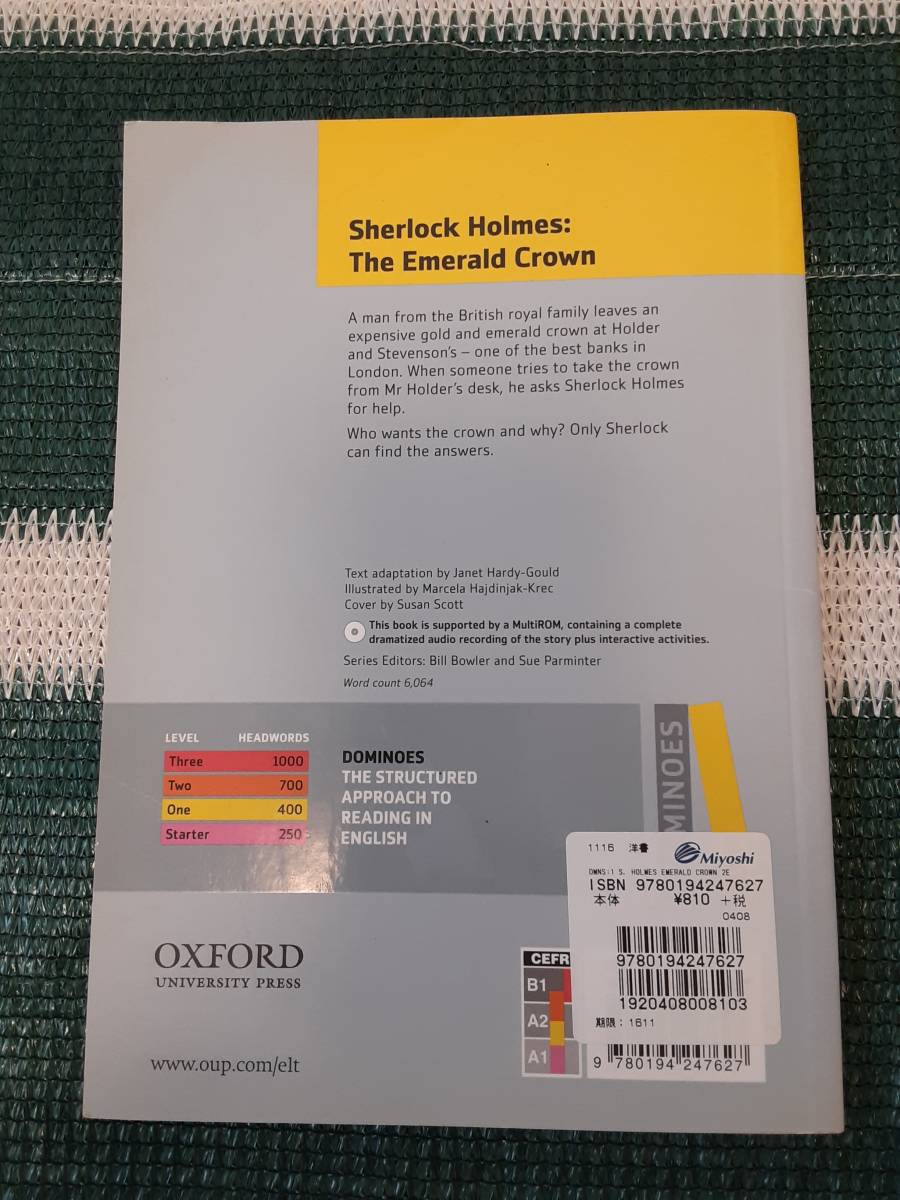 Sherlock Holmes:
The Emerald Crown
A man from the British royal family leaves an
expensive gold and emerald crown at Holder
and Stevenson's – one of the best banks in
London. When someone tries to take the crown
from Mr Holder's desk, he asks Sherlock Holmes
for help.
Who wants the crown and why? Only Sherlock
can find the answers.
Text adaptation by Janet Hardy-Gould
Illustrated by Marcela Hajdinjak-Krec
Cover by Susan Scott
This book is supported by a MultiROM, containing a complete
dramatized audio recording of the story plus interactive activities.
Series Editors: Bill Bowler and Sue Parminter
Word count 6,064
LEVEL HEADWORDS
Three 1000
Two 700
One 400
Starter 250
DOMINOES
THE STRUCTURED
APPROACH TO
READING IN
ENGLISH
MINOES
1116 洋書 Miyoshi
DMNS:1 S. HOLMES EMERALD CROWN 2E
ISBN 9780194247627
本体 ¥810 +税
0408
9780194247627
1920408008103
期限: 1611
OXFORD
UNIVERSITY PRESS
www.oup.com/elt
CEFR
B1
A2
A1
9 780194 247627